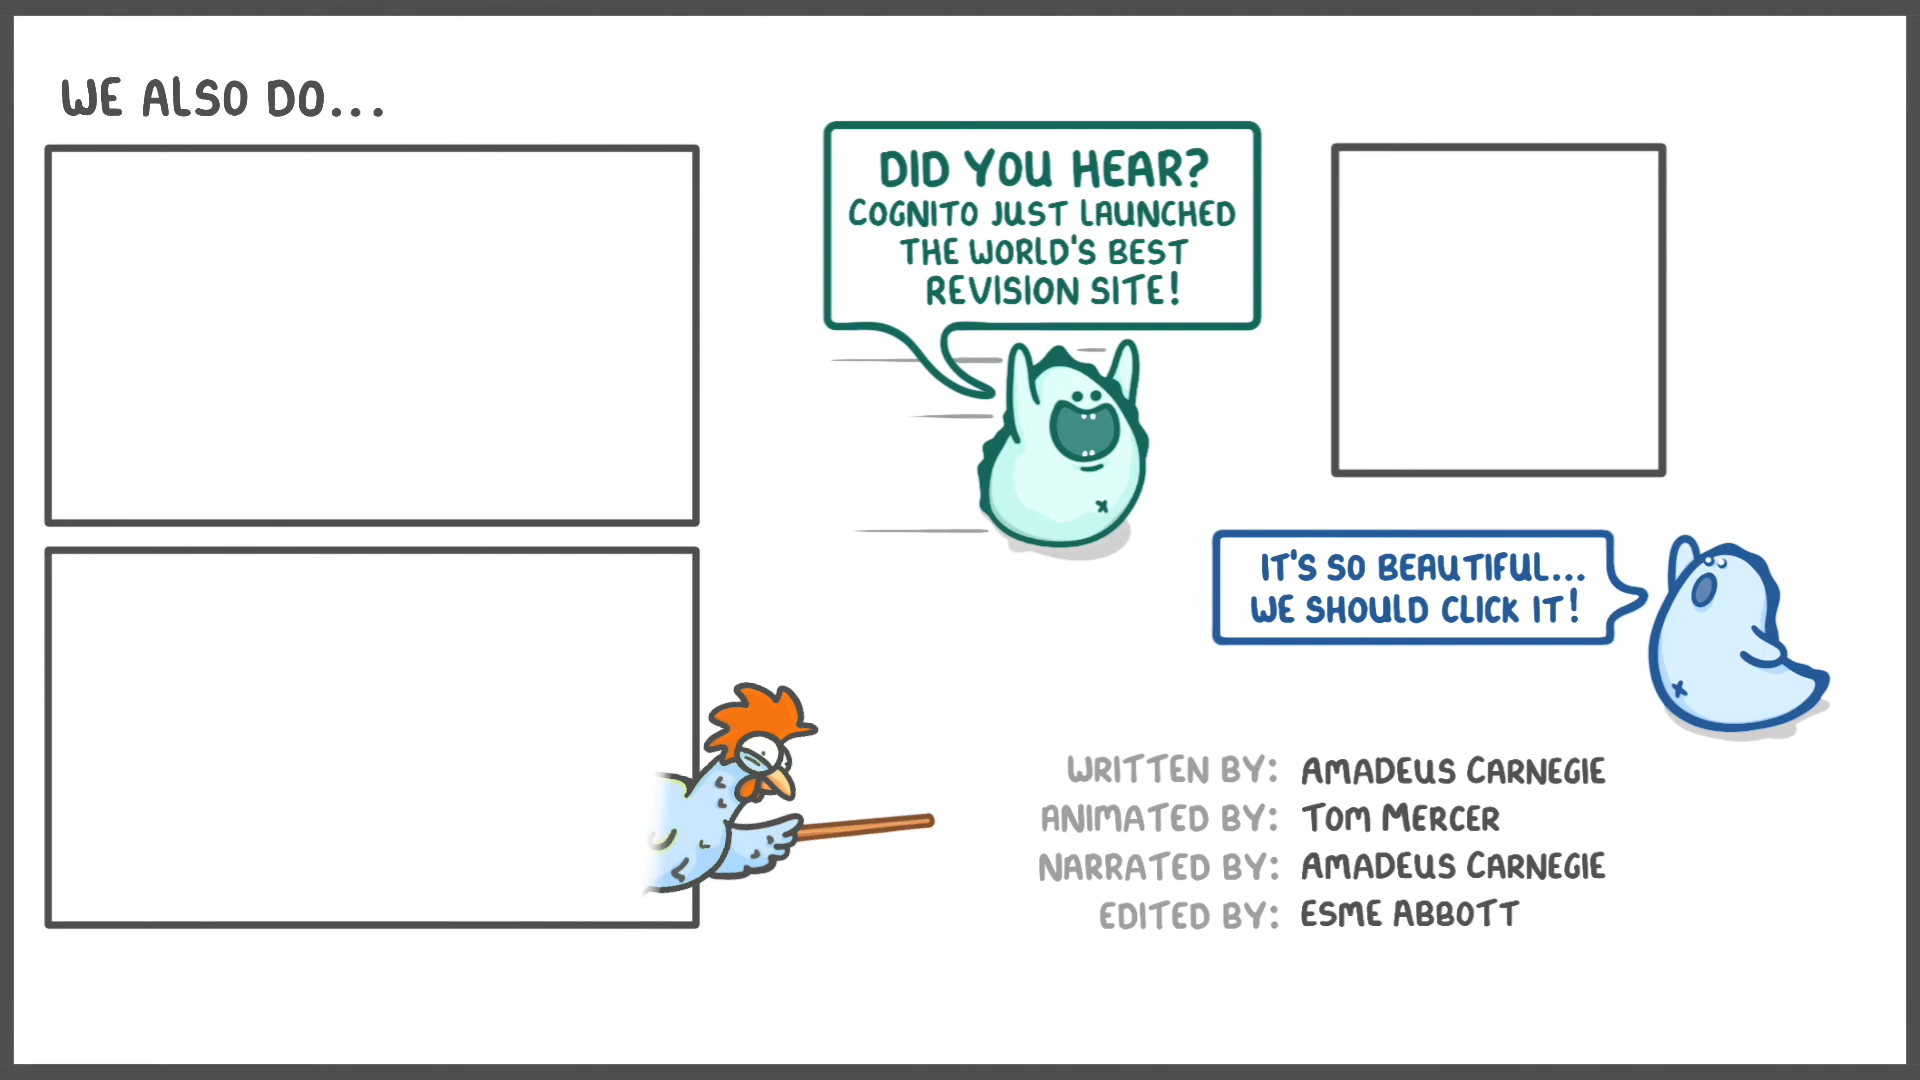 WE ALSO DO...
DID YOU HEAR?
COGNITO JUST LAUNCHED
THE WORLD'S BEST
REVISION SITE!
IT'S SO BEAUTIFUL...
WE SHOULD CLICK IT!
WRITTEN BY: AMADEUS CARNEGIE
ANIMATED BY: TOM MERCER
NARRATED BY: AMADEUS CARNEGIE
EDITED BY: ESME ABBOTT